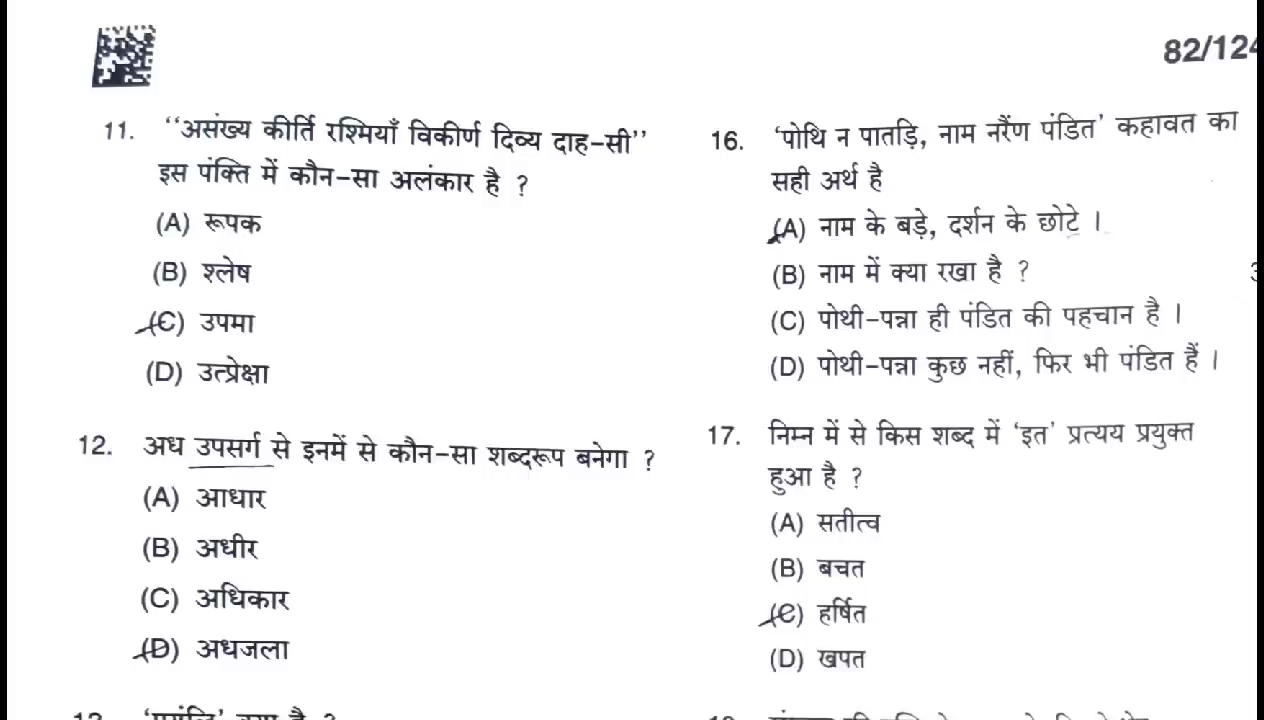 82/124
11. “असंख्य कीर्ति रश्मियाँ विकीर्ण दिव्य दाह-सी”
इस पंक्ति में कौन-सा अलंकार है ?
(A) रूपक
(B) श्लेष
(C) उपमा
(D) उत्प्रेक्षा
12. अध उपसर्ग से इनमें से कौन-सा शब्दरूप बनेगा ?
(A) आधार
(B) अधीर
(C) अधिकार
(D) अधजला
16. ‘पोथि न पातड़ि, नाम नरैंण पंडित’ कहावत का
सही अर्थ है
(A) नाम के बड़े, दर्शन के छोटे ।
(B) नाम में क्या रखा है ?
(C) पोथी-पन्ना ही पंडित की पहचान है ।
(D) पोथी-पन्ना कुछ नहीं, फिर भी पंडित हैं ।
17. निम्न में से किस शब्द में ‘इत’ प्रत्यय प्रयुक्त
हुआ है ?
(A) सतीत्व
(B) बचत
(C) हर्षित
(D) खपत